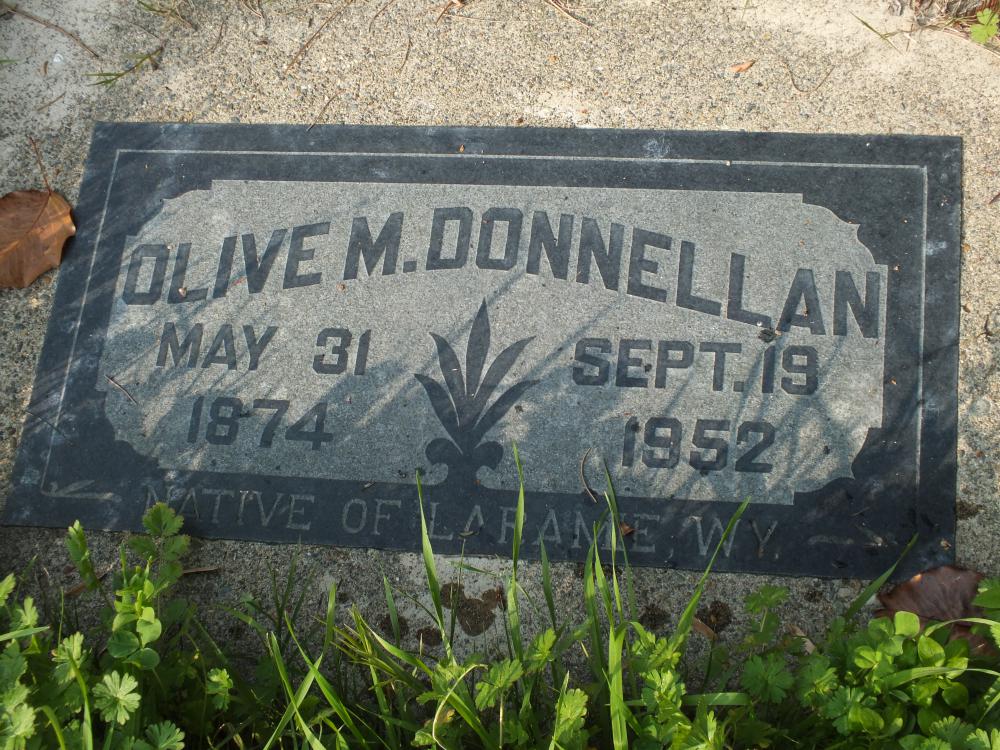 OLIVE M. DONNELLAN
MAY 31 SEPT. 19
1874 1952
NATIVE OF LARAMIE, WY.